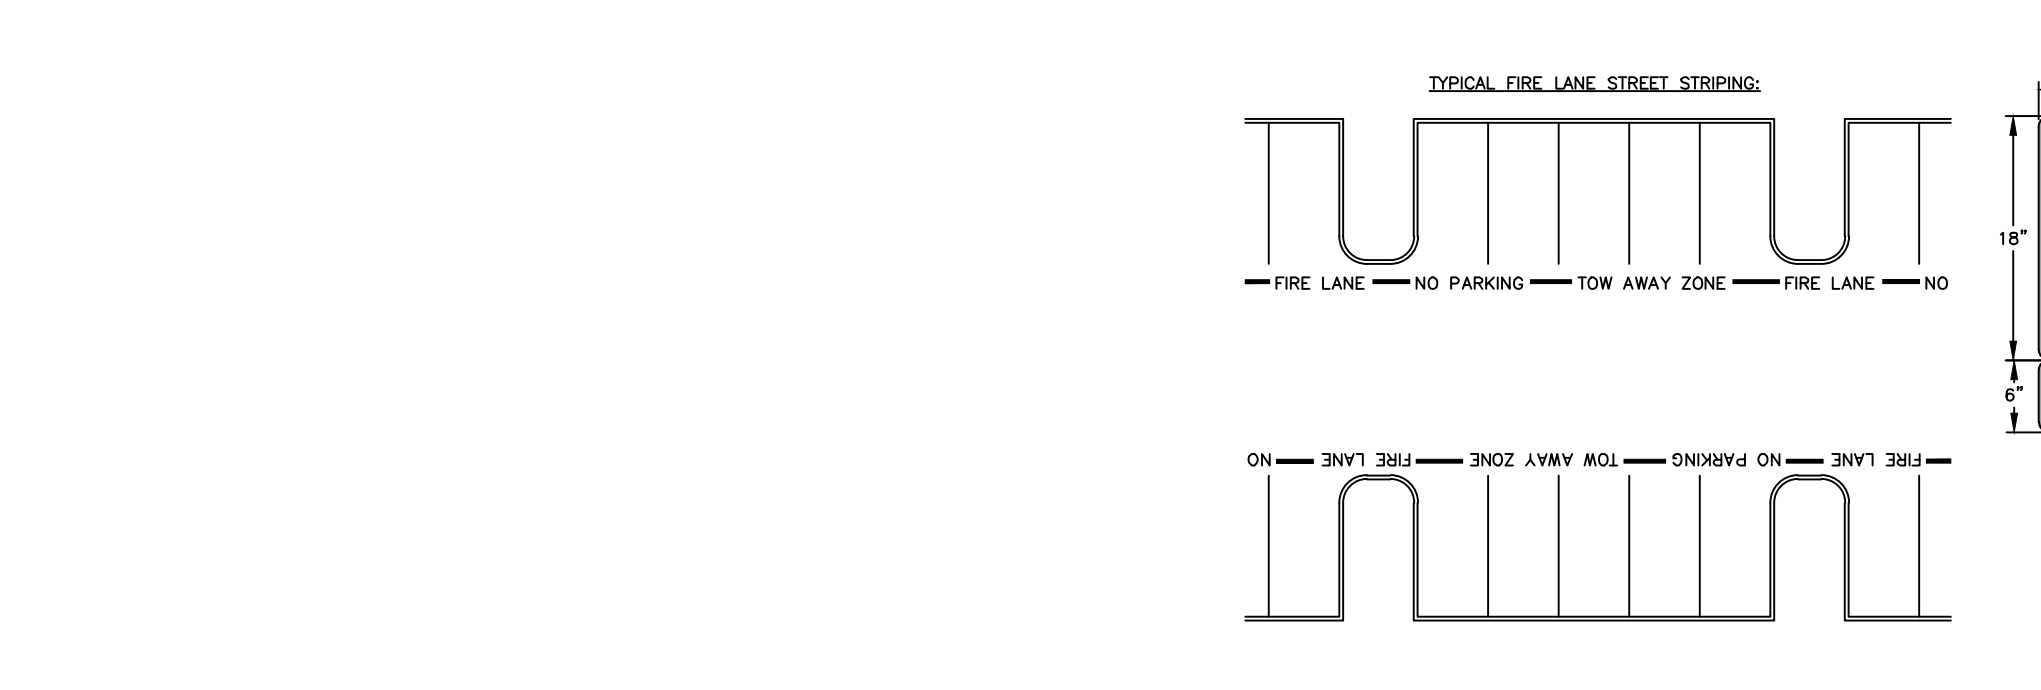 TYPICAL FIRE LANE STREET STRIPING:
FIRE LANE NO PARKING TOW AWAY ZONE FIRE LANE NO
18”
6”
FIRE LANE NO PARKING TOW AWAY ZONE FIRE LANE NO